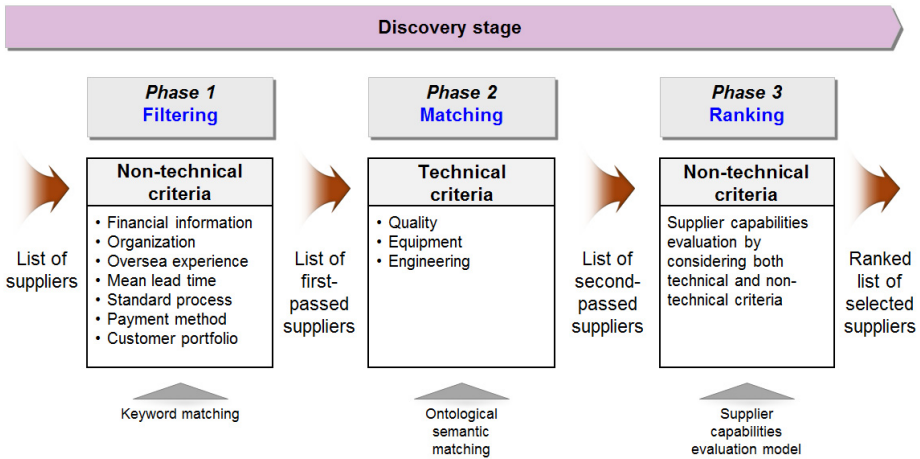 Discovery stage
Phase 1
Filtering
Phase 2
Matching
Phase 3
Ranking
List of
suppliers
Non-technical
criteria
• Financial information
• Organization
• Oversea experience
• Mean lead time
• Standard process
• Payment method
• Customer portfolio
Keyword matching
List of
first-
passed
suppliers
Technical
criteria
• Quality
• Equipment
• Engineering
Ontological
semantic
matching
List of
second-
passed
suppliers
Non-technical
criteria
Supplier capabilities
evaluation by
considering both
technical and non-
technical criteria
Supplier
capabilities
evaluation model
Ranked
list of
selected
suppliers